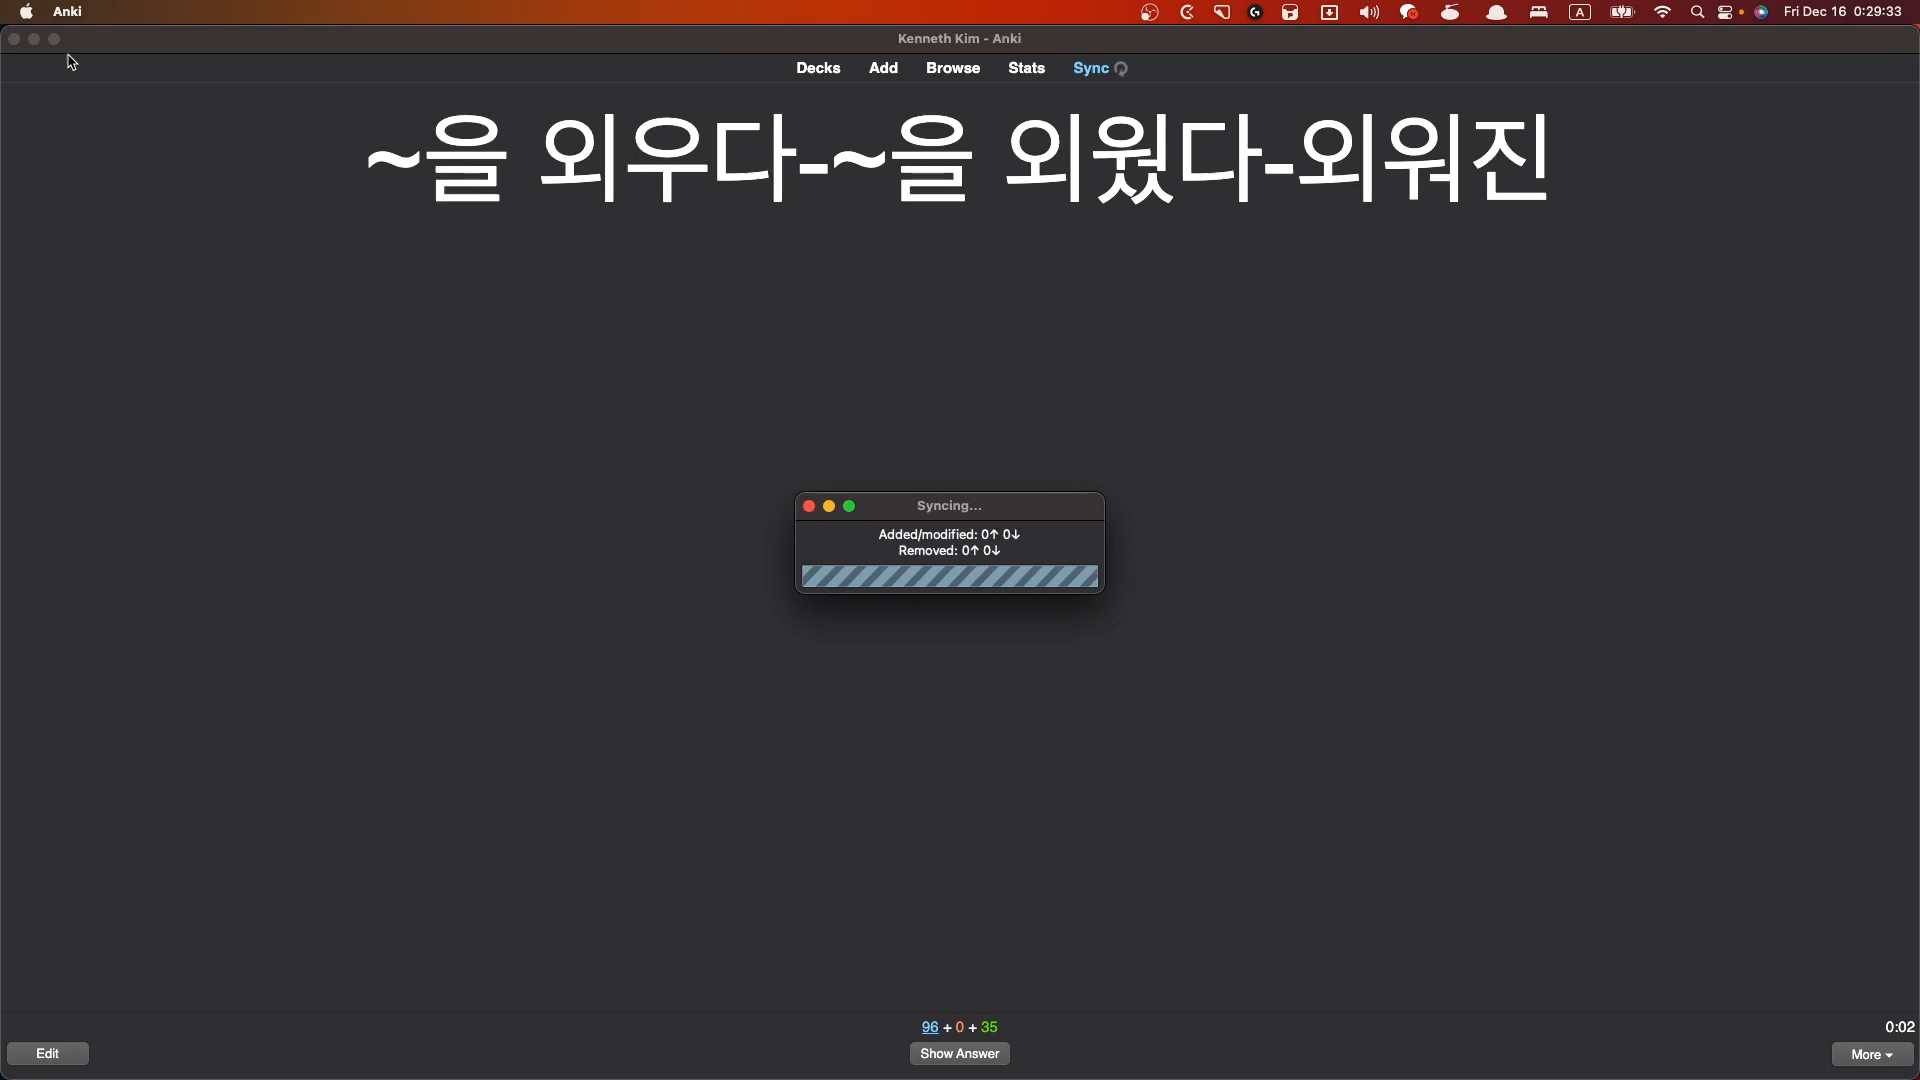 Anki
Fri Dec 16 0:29:33
Kenneth Kim - Anki
Decks Add Browse Stats Sync
~을 외우다-~을 외웠다-외워진
Syncing...
Added/modified: 0↑ 0↓
Removed: 0↑ 0↓
96 + 0 + 35
0:02
Edit
Show Answer
More